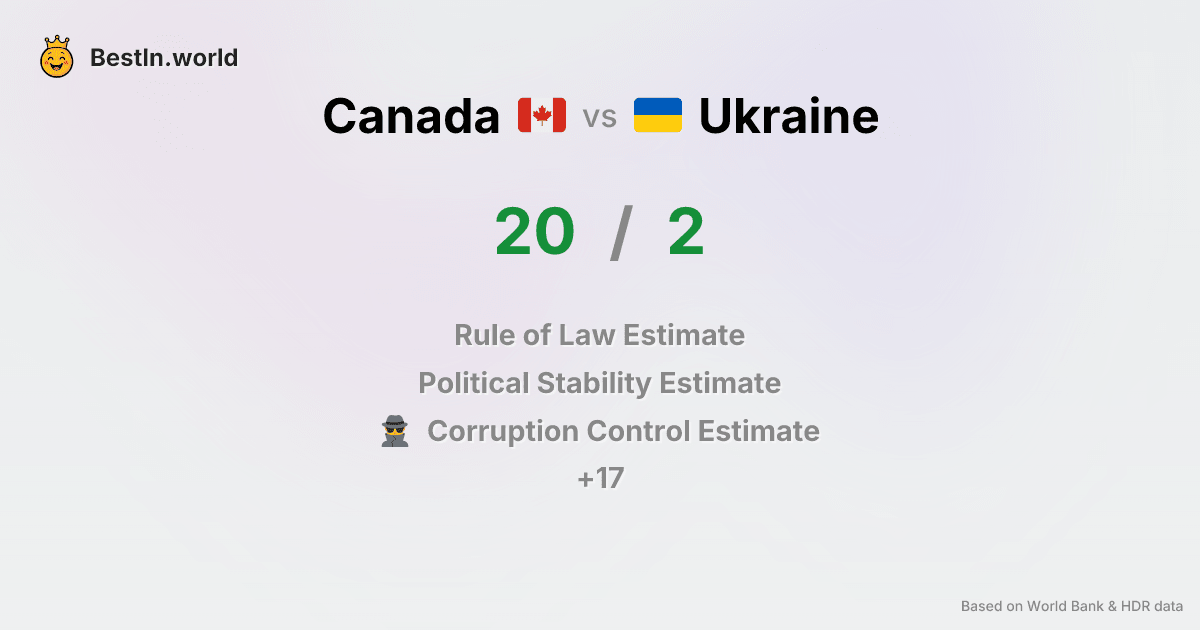 BestIn.world
Canada vs Ukraine
20 / 2
Rule of Law Estimate
Political Stability Estimate
Corruption Control Estimate
+17
Based on World Bank & HDR data